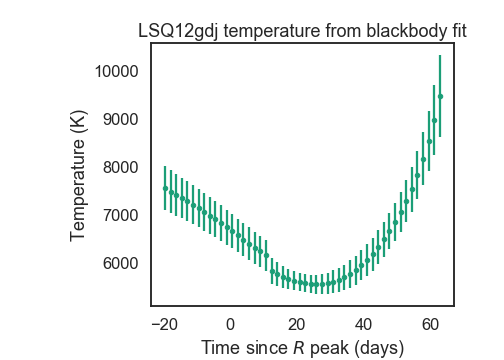 LSQ12gdj temperature from blackbody fit
10000
9000
8000
7000
6000
Temperature (K)
−20 0 20 40 60
Time since R peak (days)